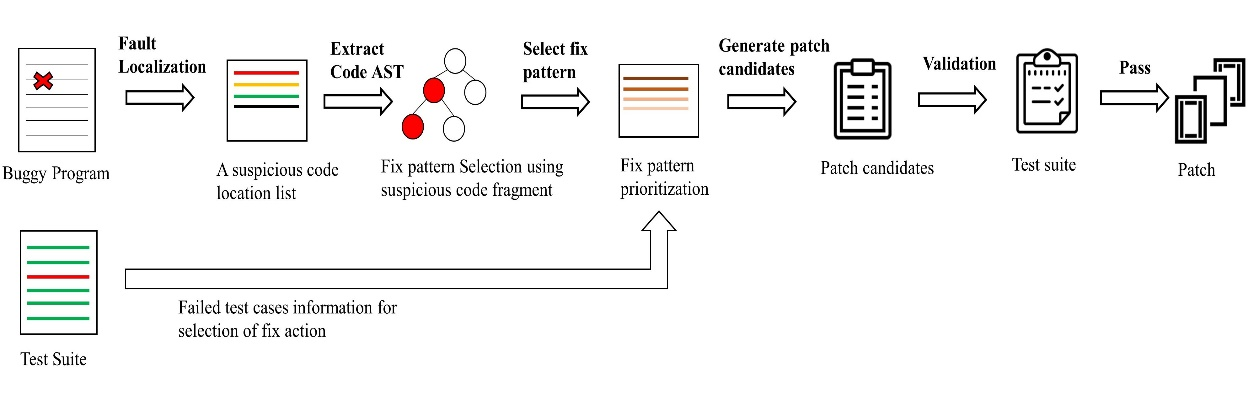 Fault
Localization
Extract
Code AST
Select fix
pattern
Generate patch
candidates
Validation
Pass
Buggy Program
A suspicious code
location list
Fix pattern Selection using
suspicious code fragment
Fix pattern
prioritization
Patch candidates
Test suite
Patch
Failed test cases information for
selection of fix action
Test Suite